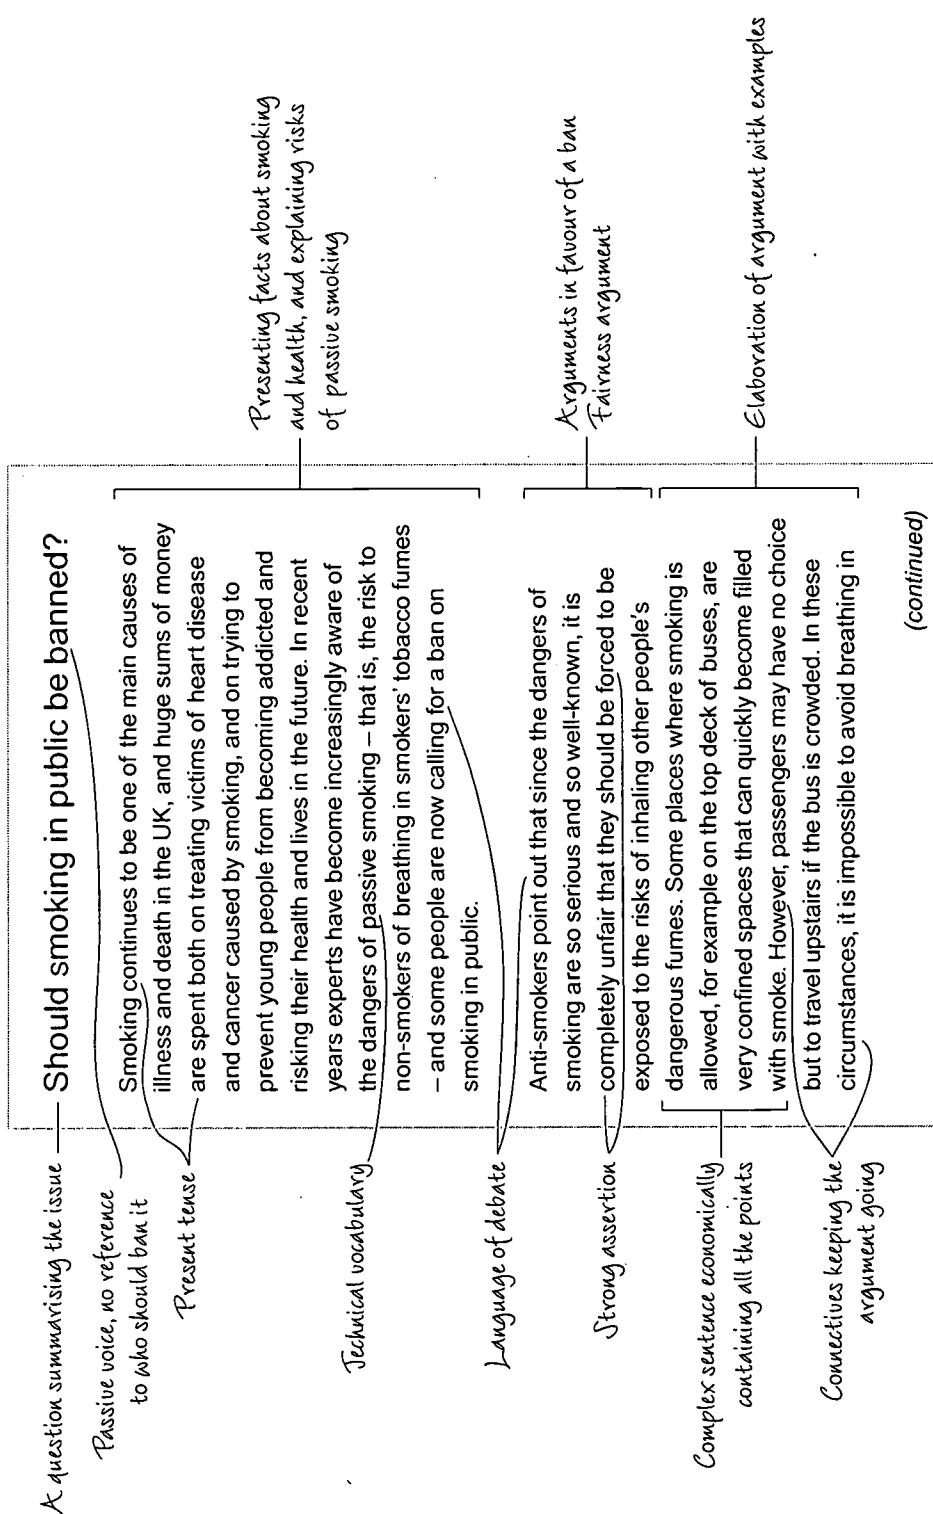 Should smoking in public be banned?
Smoking continues to be one of the main causes of
illness and death in the UK, and huge sums of money
are spent both on treating victims of heart disease
and cancer caused by smoking, and on trying to
prevent young people from becoming addicted and
risking their health and lives in the future. In recent
years experts have become increasingly aware of
the dangers of passive smoking – that is, the risk to
non-smokers of breathing in smokers' tobacco fumes
– and some people are now calling for a ban on
smoking in public.
Anti-smokers point out that since the dangers of
smoking are so serious and so well-known, it is
completely unfair that they should be forced to be
exposed to the risks of inhaling other people's
dangerous fumes. Some places where smoking is
allowed, for example on the top deck of buses, are
very confined spaces that can quickly become filled
with smoke. However, passengers may have no choice
but to travel upstairs if the bus is crowded. In these
circumstances, it is impossible to avoid breathing in
(continued)
A question summarising the issue
Passive voice, no reference
to who should ban it
Present tense
Technical vocabulary
Language of debate
Strong assertion
Complex sentence economically
containing all the points
Connectives keeping the
argument going
Presenting facts about smoking
and health, and explaining risks
of passive smoking
Arguments in favour of a ban
Fairness argument
Elaboration of argument with examples